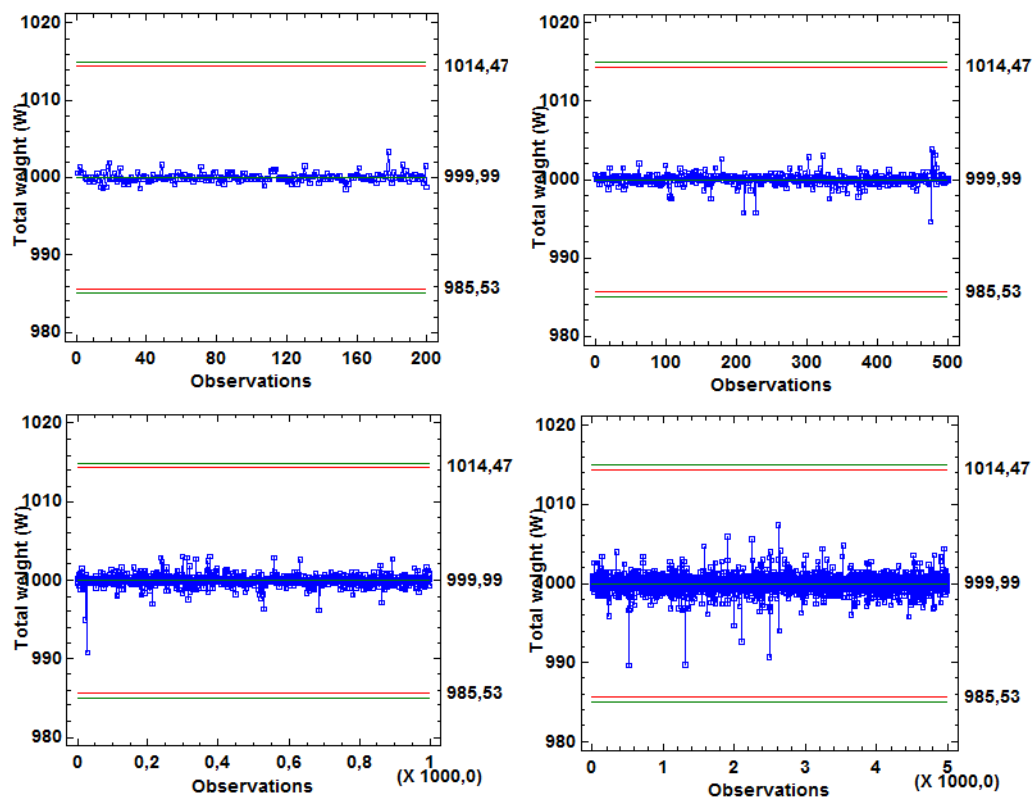 Total weight (W)
1020
1010
1000
990
980
1014,47
999,99
985,53
0 40 80 120 160 200
Observations
Total weight (W)
1020
1010
1000
990
980
1014,47
999,99
985,53
0 100 200 300 400 500
Observations
Total weight (W)
1020
1010
1000
990
980
1014,47
999,99
985,53
0 0,2 0,4 0,6 0,8 1
Observations
(X 1000,0)
Total weight (W)
1020
1010
1000
990
980
1014,47
999,99
985,53
0 1 2 3 4 5
Observations
(X 1000,0)